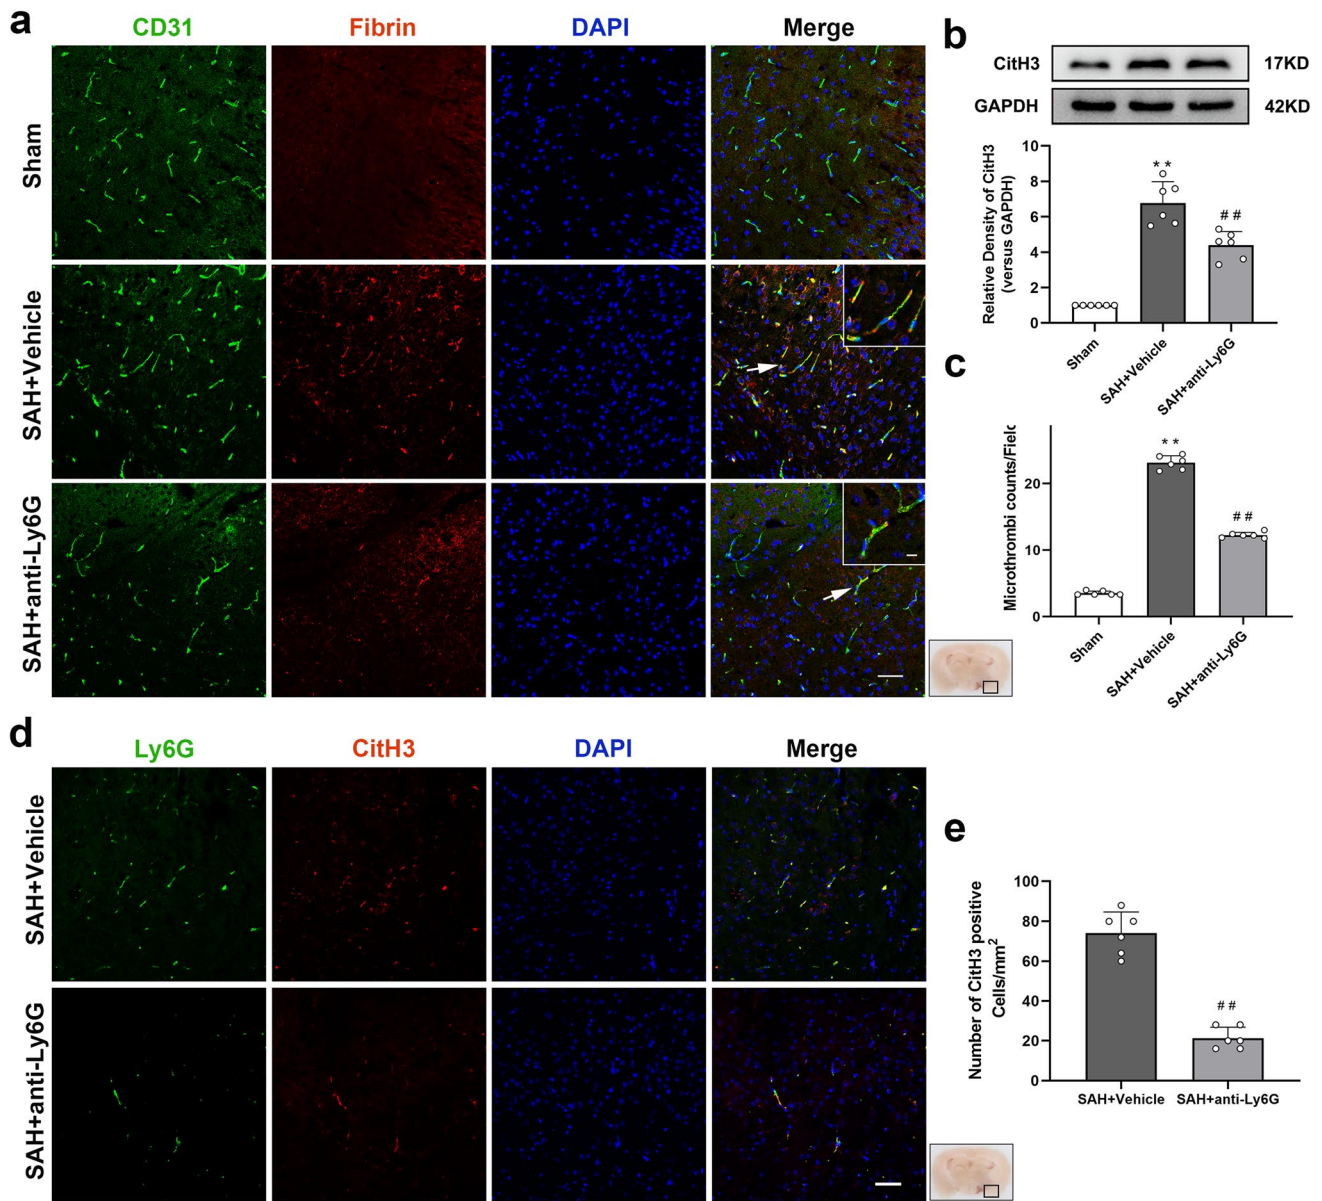 a
CD31 Fibrin DAPI Merge
Sham
SAH+Vehicle
SAH+anti-Ly6G
b
CitH3 17KD
GAPDH 42KD
Relative Density of CitH3
(versus GAPDH)
10
8
6
4
2
0
**
##
Sham
SAH+Vehicle
SAH+anti-Ly6G
c
Microthrombi counts/Field
20
10
0
**
##
Sham
SAH+Vehicle
SAH+anti-Ly6G
d
Ly6G CitH3 DAPI Merge
SAH+Vehicle
SAH+anti-Ly6G
e
Number of CitH3 positive
Cells/mm²
100
80
60
40
20
0
##
SAH+Vehicle SAH+anti-Ly6G